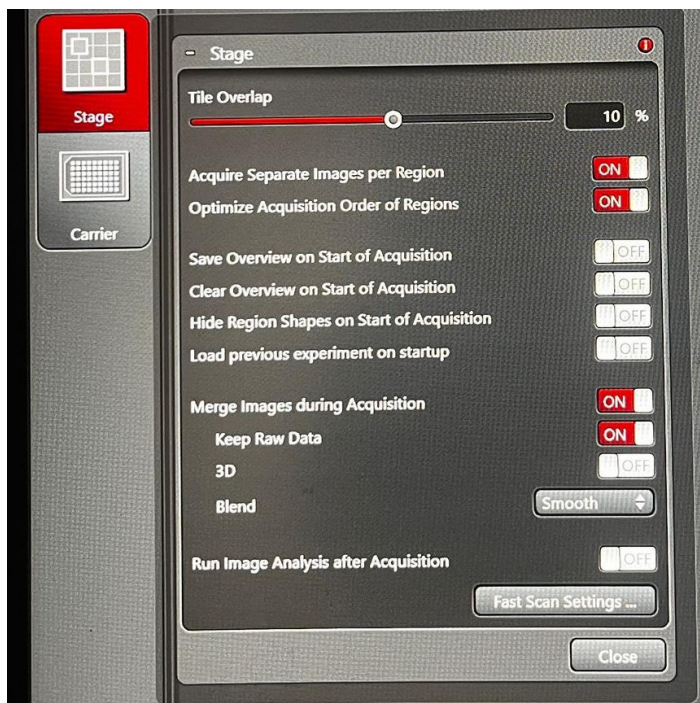 Stage
Carrier
- Stage
Tile Overlap
10 %
Acquire Separate Images per Region ON
Optimize Acquisition Order of Regions ON
Save Overview on Start of Acquisition OFF
Clear Overview on Start of Acquisition OFF
Hide Region Shapes on Start of Acquisition OFF
Load previous experiment on startup OFF
Merge Images during Acquisition ON
Keep Raw Data ON
3D OFF
Blend Smooth
Run Image Analysis after Acquisition OFF
Fast Scan Settings ...
Close